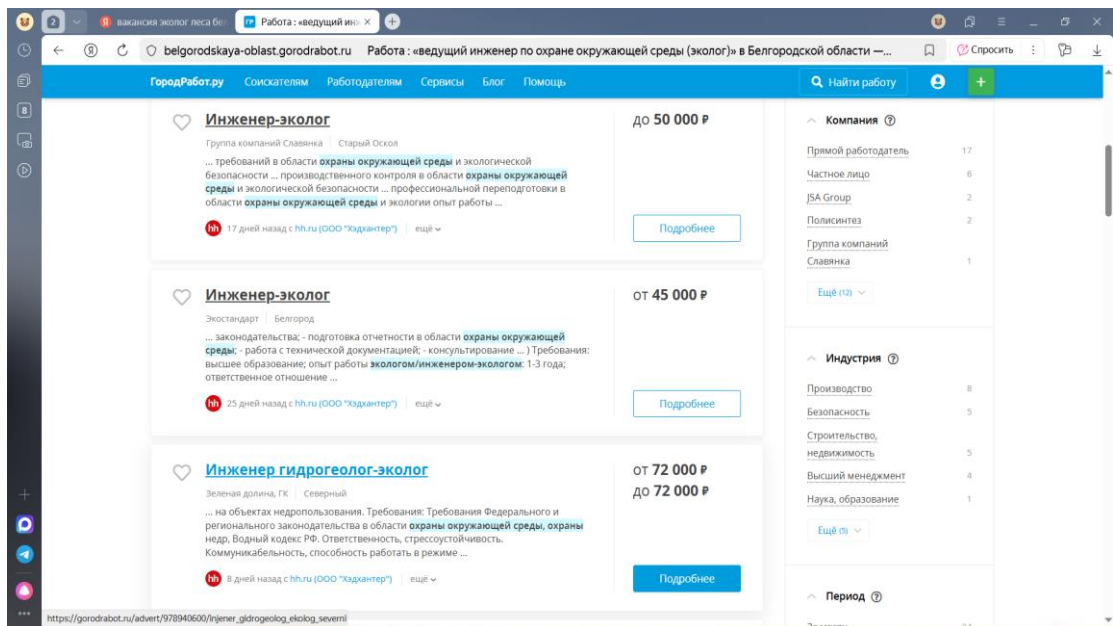 2
вакансия эколог леса бел
Работа : «ведущий инж
belgorodskaya-oblast.gorodrabot.ru Работа : «ведущий инженер по охране окружающей среды (эколог)» в Белгородской области —...
Спросить
8
ГородРабот.ру Соискателям Работодателям Сервисы Блог Помощь
Найти работу
Инженер-эколог
до 50 000 ₽
Группа компаний Славянка Старый Оскол
... требований в области охраны окружающей среды и экологической
безопасности ... производственного контроля в области охраны окружающей
среды и экологической безопасности ... профессиональной переподготовки в
области охраны окружающей среды и экологии опыт работы ...
hh 17 дней назад с hh.ru (ООО "Хэдхантер") ещё
Подробнее
Инженер-эколог
от 45 000 ₽
Экостандарт Белгород
... законодательства; - подготовка отчетности в области охраны окружающей
среды; - работа с технической документацией; - консультирование ... ) Требования:
высшее образование; опыт работы экологом/инженером-экологом: 1-3 года;
ответственное отношение ...
hh 25 дней назад с hh.ru (ООО "Хэдхантер") ещё
Подробнее
Инженер гидрогеолог-эколог
от 72 000 ₽
до 72 000 ₽
Зеленая долина, ГК Северный
... на объектах недропользования. Требования: Требования Федерального и
регионального законодательства в области охраны окружающей среды, охраны
недр, Водный кодекс РФ. Ответственность, стрессоустойчивость.
Коммуникабельность, способность работать в режиме ...
hh 8 дней назад с hh.ru (ООО "Хэдхантер") ещё
Подробнее
Компания
Прямой работодатель 17
Частное лицо 6
JSA Group 2
Полисинтез 2
Группа компаний
Славянка 1
Ещё (12)
Индустрия
Производство 8
Безопасность 5
Строительство,
недвижимость 5
Высший менеджмент 4
Наука, образование 1
Ещё (5)
Период
https://gorodrabot.ru/advert/978940600/injener_gidrogeolog_ekolog_severni